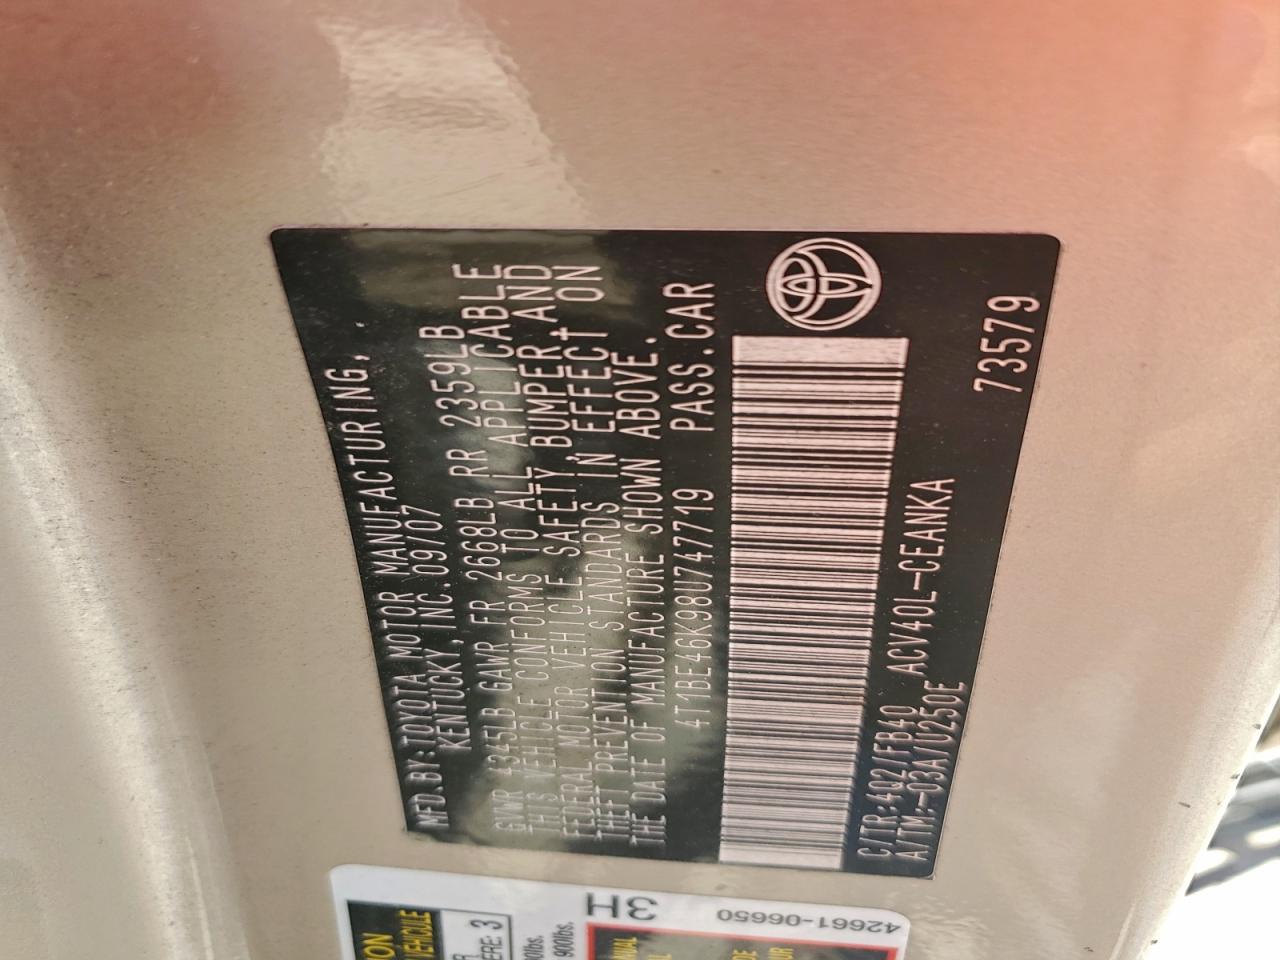 MFD. BY: TOYOTA MOTOR MANUFACTURING,
KENTUCKY, INC. 09/07
GVWR 4345LB GAWR FR 2668LB RR 2359LB
THIS VEHICLE CONFORMS TO ALL APPLICABLE
FEDERAL MOTOR VEHICLE SAFETY, BUMPER, AND
THEFT PREVENTION STANDARDS IN EFFECT ON
THE DATE OF MANUFACTURE SHOWN ABOVE.
4T1BE46K98U747719 PASS.CAR
C/TR:4Q2/FB40 ACV40L-CEANKA
A/TM:-03A/U250E
73579
3H
42661-06650
VEHICULE
3